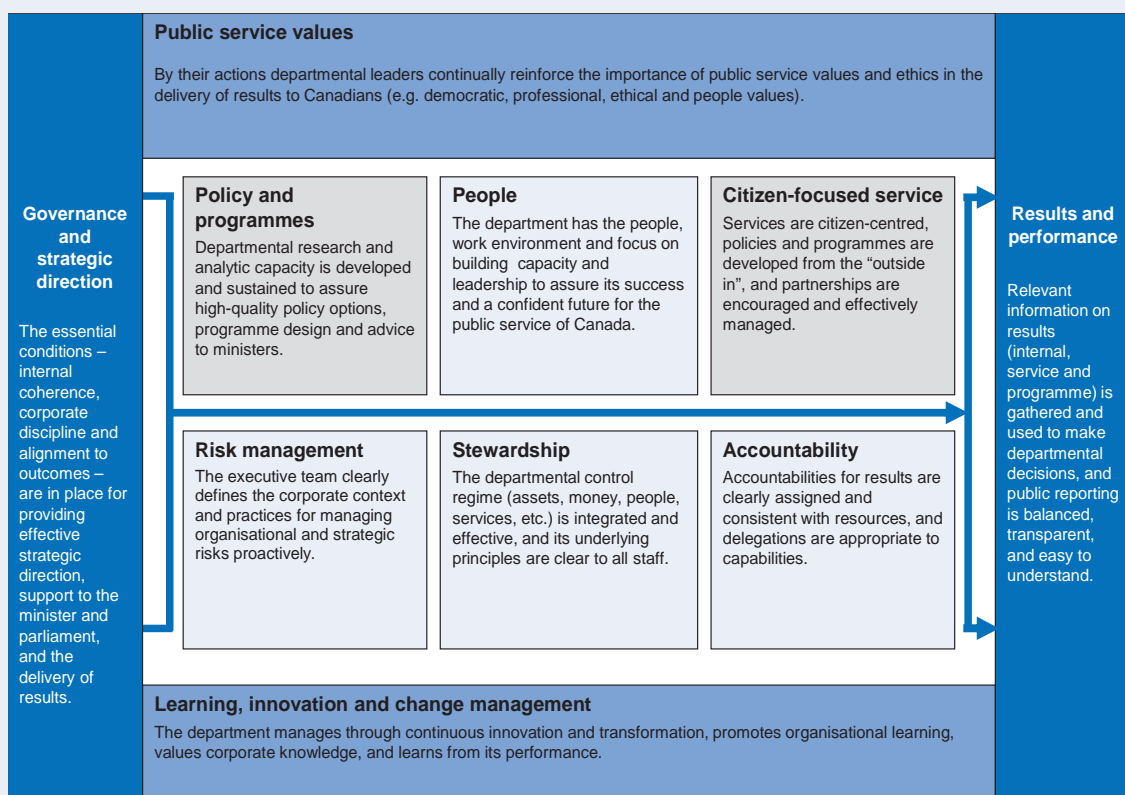 Public service values
By their actions departmental leaders continually reinforce the importance of public service values and ethics in the
delivery of results to Canadians (e.g. democratic, professional, ethical and people values).
Governance
and
strategic
direction
The essential
conditions –
internal
coherence,
corporate
discipline and
alignment to
outcomes –
are in place for
providing
effective
strategic
direction,
support to the
minister and
parliament,
and the
delivery of
results.
Policy and
programmes
Departmental research and
analytic capacity is developed
and sustained to assure
high-quality policy options,
programme design and advice
to ministers.
People
The department has the people,
work environment and focus on
building capacity and
leadership to assure its success
and a confident future for the
public service of Canada.
Citizen-focused service
Services are citizen-centred,
policies and programmes are
developed from the “outside
in”, and partnerships are
encouraged and effectively
managed.
Risk management
The executive team clearly
defines the corporate context
and practices for managing
organisational and strategic
risks proactively.
Stewardship
The departmental control
regime (assets, money, people,
services, etc.) is integrated and
effective, and its underlying
principles are clear to all staff.
Accountability
Accountabilities for results are
clearly assigned and
consistent with resources, and
delegations are appropriate to
capabilities.
Results and
performance
Relevant
information on
results
(internal,
service and
programme) is
gathered and
used to make
departmental
decisions, and
public reporting
is balanced,
transparent,
and easy to
understand.
Learning, innovation and change management
The department manages through continuous innovation and transformation, promotes organisational learning,
values corporate knowledge, and learns from its performance.